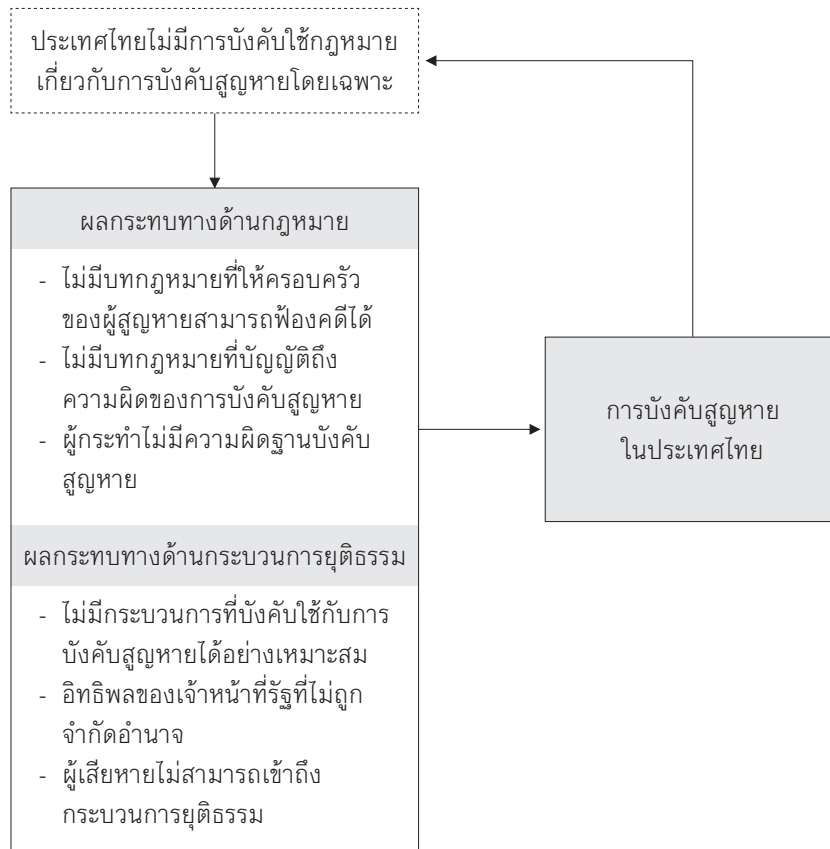 ประเทศไทยไม่มีการบังคับใช้กฎหมาย
เกี่ยวกับการบังคับสูญหายโดยเฉพาะ
ผลกระทบทางด้านกฎหมาย
- ไม่มีบทกฎหมายที่ให้ครอบครัว
ของผู้สูญหายสามารถฟ้องคดีได้
- ไม่มีบทกฎหมายที่บัญญัติถึง
ความผิดของการบังคับสูญหาย
- ผู้กระทำไม่มีความผิดฐานบังคับ
สูญหาย
ผลกระทบทางด้านกระบวนการยุติธรรม
- ไม่มีกระบวนการที่บังคับใช้กับการ
บังคับสูญหายได้อย่างเหมาะสม
- อิทธิพลของเจ้าหน้าที่รัฐที่ไม่ถูก
จำกัดอำนาจ
- ผู้เสียหายไม่สามารถเข้าถึง
กระบวนการยุติธรรม
การบังคับสูญหาย
ในประเทศไทย